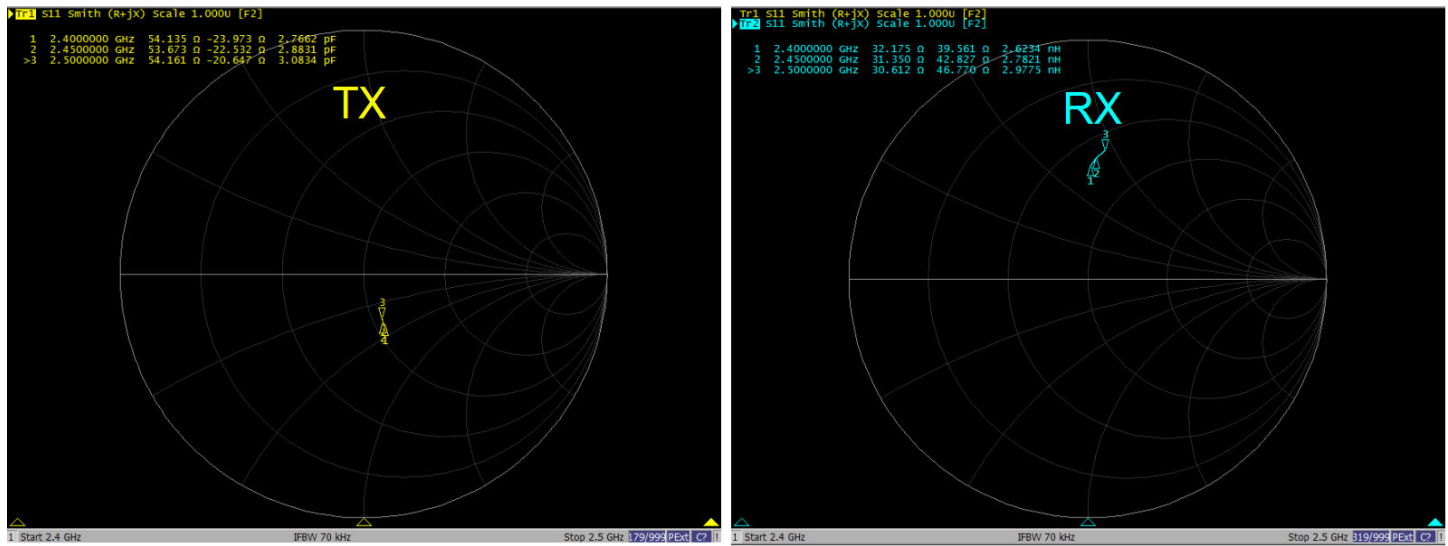 Tr1 S11 Smith (R+jX) Scale 1.000U [F2]
1 2.4000000 GHz 54.135 Ω -23.973 Ω 2.7662 pF
2 2.4500000 GHz 53.673 Ω -22.532 Ω 2.8831 pF
>3 2.5000000 GHz 54.161 Ω -20.647 Ω 3.0834 pF
TX
3
1
1 Start 2.4 GHz IFBW 70 kHz Stop 2.5 GHz 179/999 PExt C? !
Tr1 S11 Smith (R+jX) Scale 1.000U [F2]
Tr2 S11 Smith (R+jX) Scale 1.000U [F2]
1 2.4000000 GHz 32.175 Ω 39.561 Ω 2.6234 nH
2 2.4500000 GHz 31.350 Ω 42.827 Ω 2.7821 nH
>3 2.5000000 GHz 30.612 Ω 46.770 Ω 2.9775 nH
RX
3
2
1
1 Start 2.4 GHz IFBW 70 kHz Stop 2.5 GHz 319/999 PExt C? !